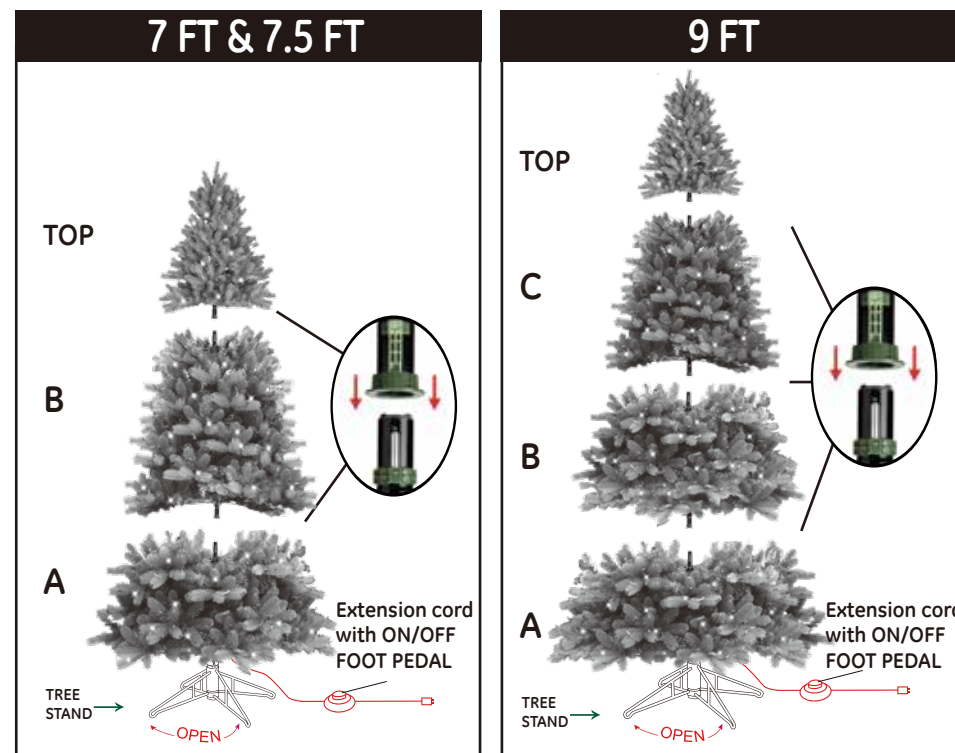 7 FT & 7.5 FT
TOP
B
A
Extension cord
with ON/OFF
FOOT PEDAL
TREE
STAND
OPEN
9 FT
TOP
C
B
A
Extension cord
with ON/OFF
FOOT PEDAL
TREE
STAND
OPEN